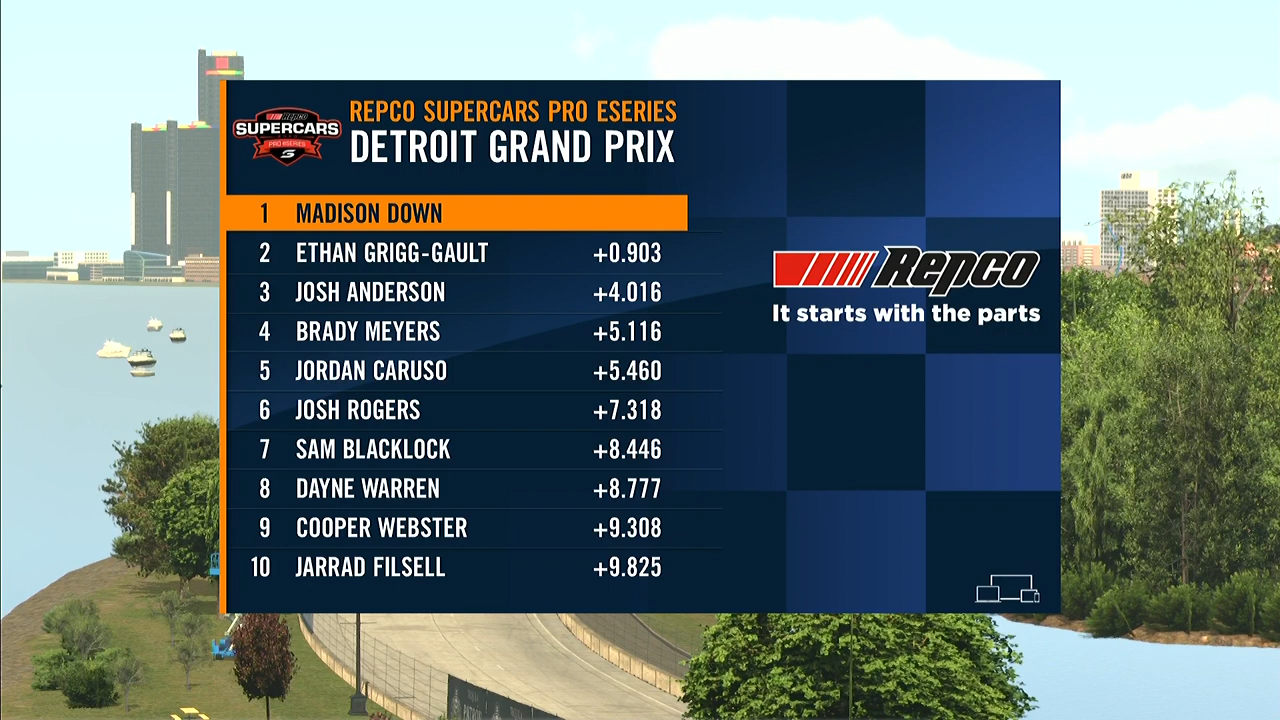 Repco
SUPERCARS
PRO ESERIES
REPCO SUPERCARS PRO ESERIES
DETROIT GRAND PRIX
1 MADISON DOWN
2 ETHAN GRIGG-GAULT +0.903
3 JOSH ANDERSON +4.016
4 BRADY MEYERS +5.116
5 JORDAN CARUSO +5.460
6 JOSH ROGERS +7.318
7 SAM BLACKLOCK +8.446
8 DAYNE WARREN +8.777
9 COOPER WEBSTER +9.308
10 JARRAD FILSELL +9.825
Repco
It starts with the parts